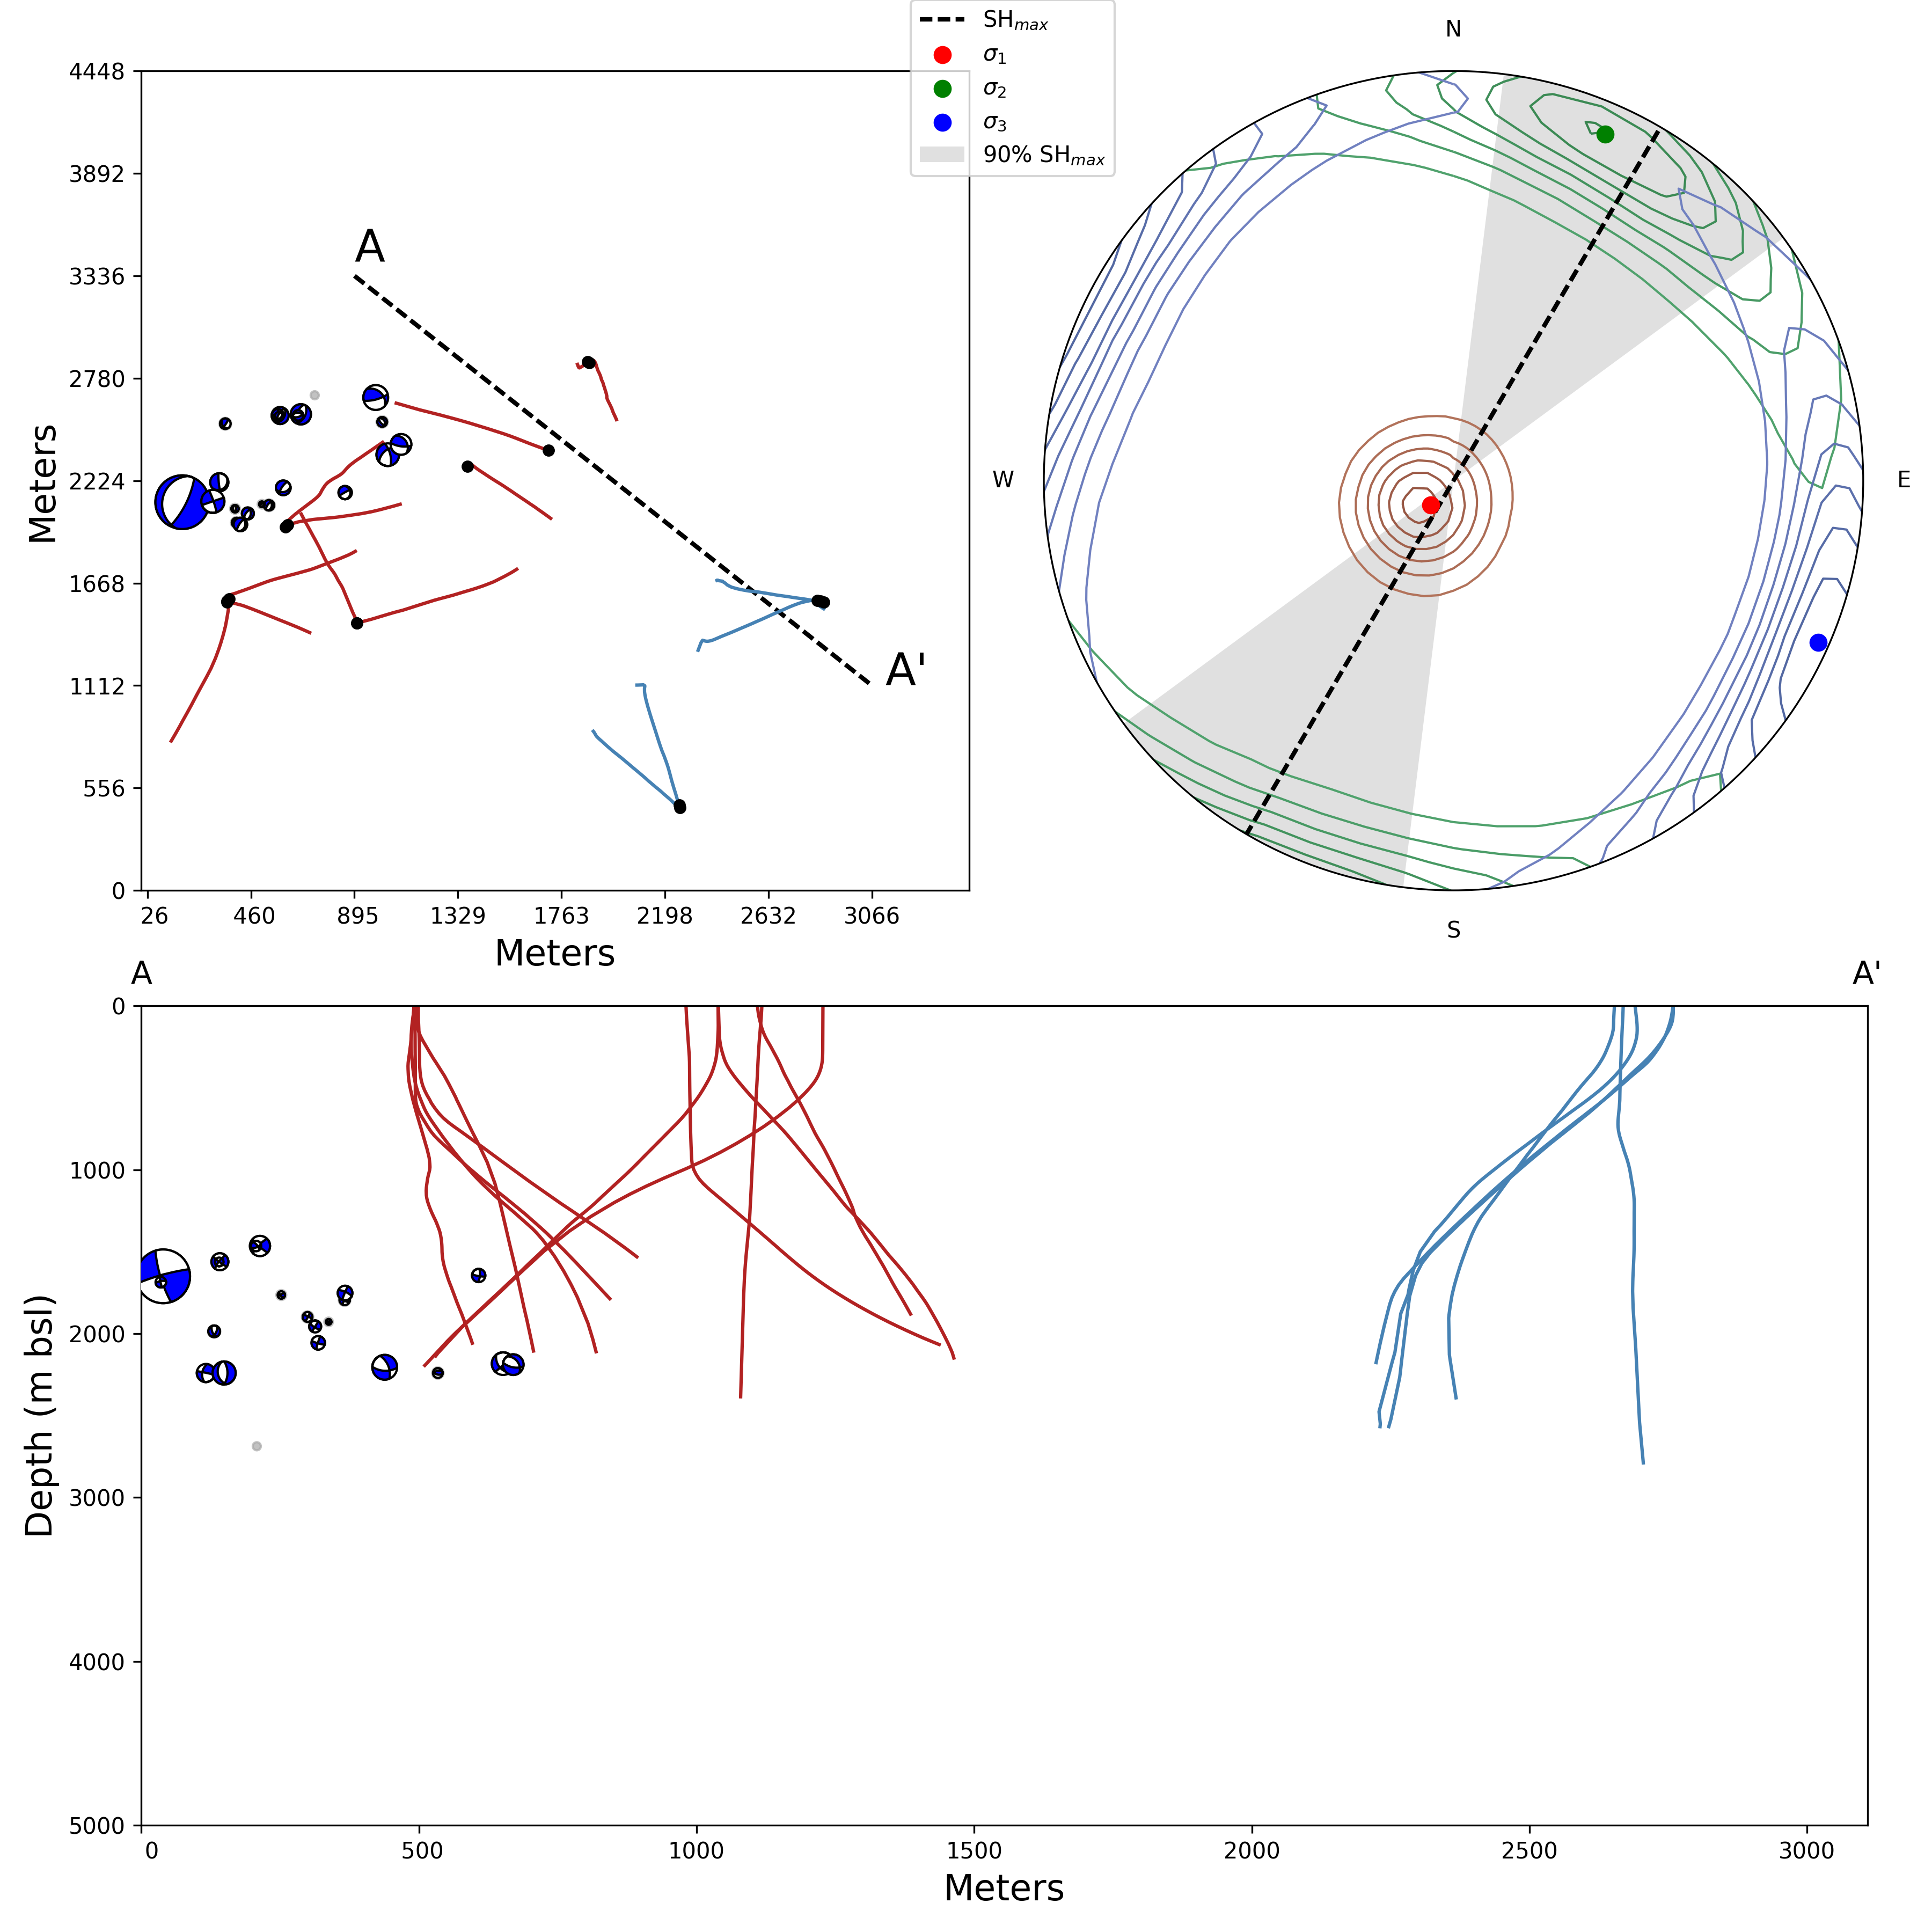 SHmax
σ1
σ2
σ3
90% SHmax
4448
3892
3336
2780
2224
1668
1112
556
0
Meters
A
A'
26 460 895 1329 1763 2198 2632 3066
Meters
N
W
E
S
A
A'
0
1000
2000
3000
4000
5000
Depth (m bsl)
0 500 1000 1500 2000 2500 3000
Meters